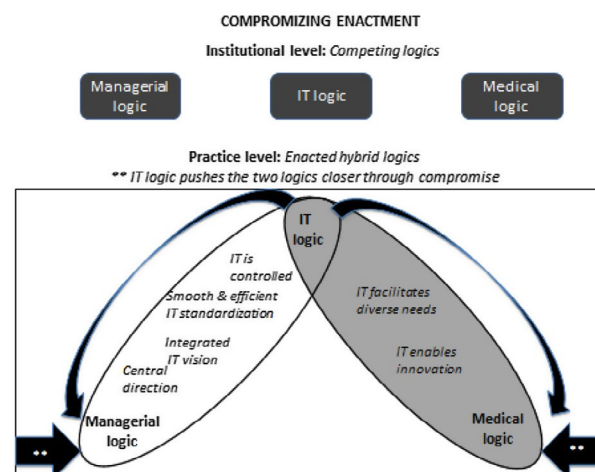 COMPROMIZING ENACTMENT
Institutional level: Competing logics
Managerial
logic
IT logic
Medical
logic
Practice level: Enacted hybrid logics
** IT logic pushes the two logics closer through compromise
IT
logic
IT is
controlled
Smooth & efficient
IT standardization
Integrated
IT vision
Central
direction
Managerial
logic
IT facilitates
diverse needs
IT enables
innovation
Medical
logic
**
**